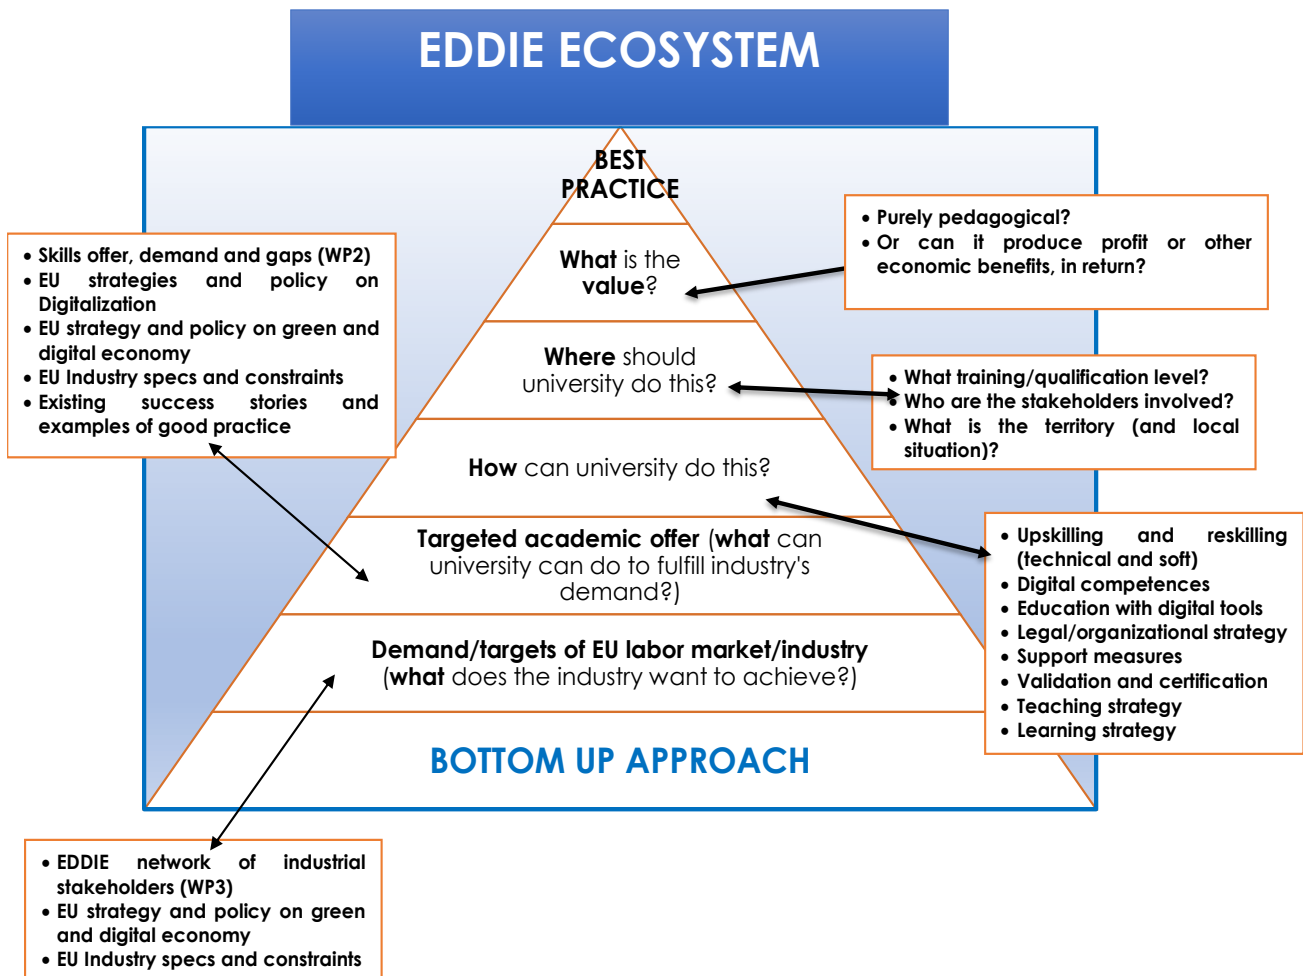 EDDIE ECOSYSTEM
BEST
PRACTICE
What is the
value?
Where should
university do this?
How can university do this?
Targeted academic offer (what can
university can do to fulfill industry's
demand?)
Demand/targets of EU labor market/industry
(what does the industry want to achieve?)
BOTTOM UP APPROACH
• Skills offer, demand and gaps (WP2)
• EU strategies and policy on
Digitalization
• EU strategy and policy on green and
digital economy
• EU Industry specs and constraints
• Existing success stories and
examples of good practice
• Purely pedagogical?
• Or can it produce profit or other
economic benefits, in return?
• What training/qualification level?
• Who are the stakeholders involved?
• What is the territory (and local
situation)?
• Upskilling and reskilling
(technical and soft)
• Digital competences
• Education with digital tools
• Legal/organizational strategy
• Support measures
• Validation and certification
• Teaching strategy
• Learning strategy
• EDDIE network of industrial
stakeholders (WP3)
• EU strategy and policy on green
and digital economy
• EU Industry specs and constraints